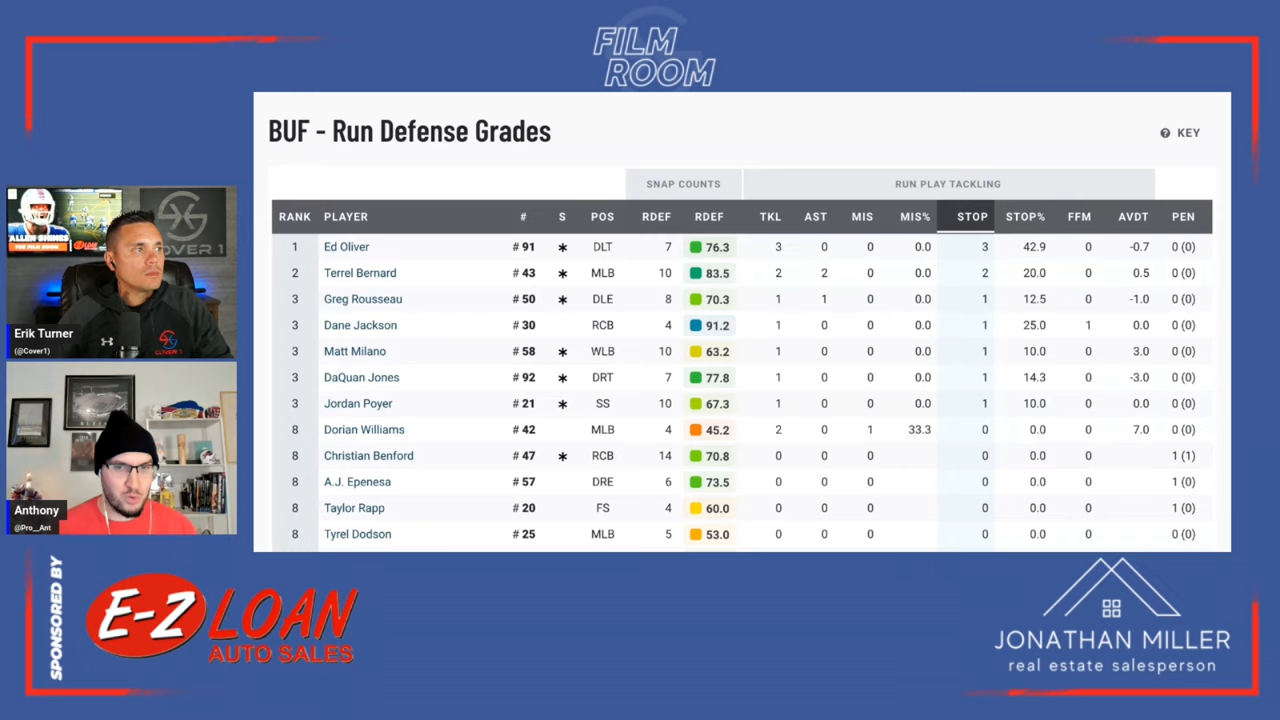 FILM
ROOM
BUF - Run Defense Grades
KEY
SNAP COUNTS RUN PLAY TACKLING
RANK PLAYER # S POS RDEF RDEF TKL AST MIS MIS% STOP STOP% FFM AVDT PEN
1 Ed Oliver # 91 * DLT 7 76.3 3 0 0 0.0 3 42.9 0 -0.7 0 (0)
2 Terrel Bernard # 43 * MLB 10 83.5 2 2 0 0.0 2 20.0 0 0.5 0 (0)
3 Greg Rousseau # 50 * DLE 8 70.3 1 1 0 0.0 1 12.5 0 -1.0 0 (0)
3 Dane Jackson # 30 RCB 4 91.2 1 0 0 0.0 1 25.0 1 0.0 0 (0)
3 Matt Milano # 58 * WLB 10 63.2 1 0 0 0.0 1 10.0 0 3.0 0 (0)
3 DaQuan Jones # 92 * DRT 7 77.8 1 0 0 0.0 1 14.3 0 -3.0 0 (0)
3 Jordan Poyer # 21 * SS 10 67.3 1 0 0 0.0 1 10.0 0 0.0 0 (0)
8 Dorian Williams # 42 MLB 4 45.2 2 0 1 33.3 0 0.0 0 7.0 0 (0)
8 Christian Benford # 47 * RCB 14 70.8 0 0 0 0 0.0 0 1 (1)
8 A.J. Epenesa # 57 DRE 6 73.5 0 0 0 0 0.0 0 1 (0)
8 Taylor Rapp # 20 FS 4 60.0 0 0 0 0 0.0 0 1 (0)
8 Tyrel Dodson # 25 MLB 5 53.0 0 0 0 0 0.0 0 0 (0)
ALLEN SHINES
THE FILM ROOM
COVER 1
Erik Turner
(@Cover1)
Anthony
@Pro__Ant
SPONSORED BY
E-Z LOAN
AUTO SALES
JONATHAN MILLER
real estate salesperson